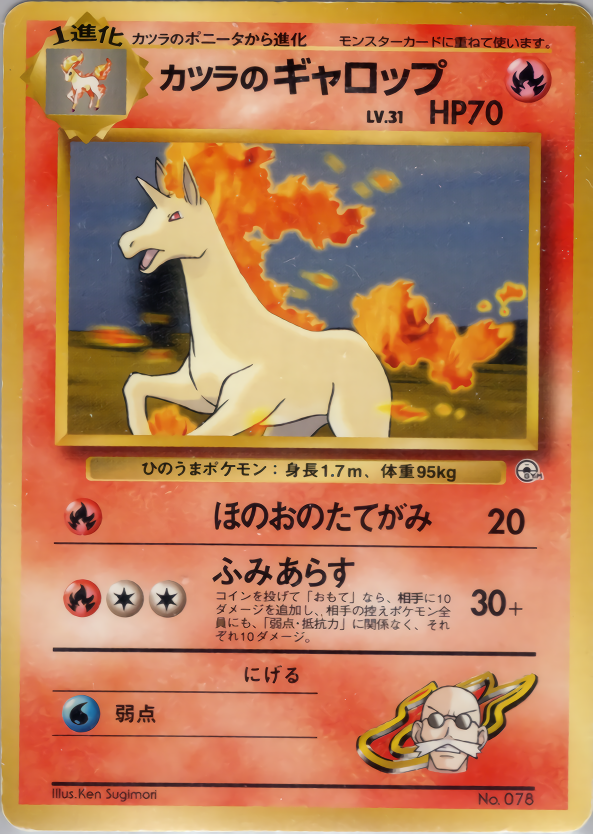 1進化 カツラのポニータから進化 モンスターカードに重ねて使います。
カツラのギャロップ
LV.31 HP70
ひのうまポケモン：身長1.7m、体重95kg
GYM
ほのおのたてがみ 20
ふみあらす
コインを投げて「おもて」なら、相手に10
ダメージを追加し、相手の控えポケモン全
員にも、「弱点・抵抗力」に関係なく、それ
ぞれ10ダメージ。
30+
にげる
弱点
Illus.Ken Sugimori No. 078